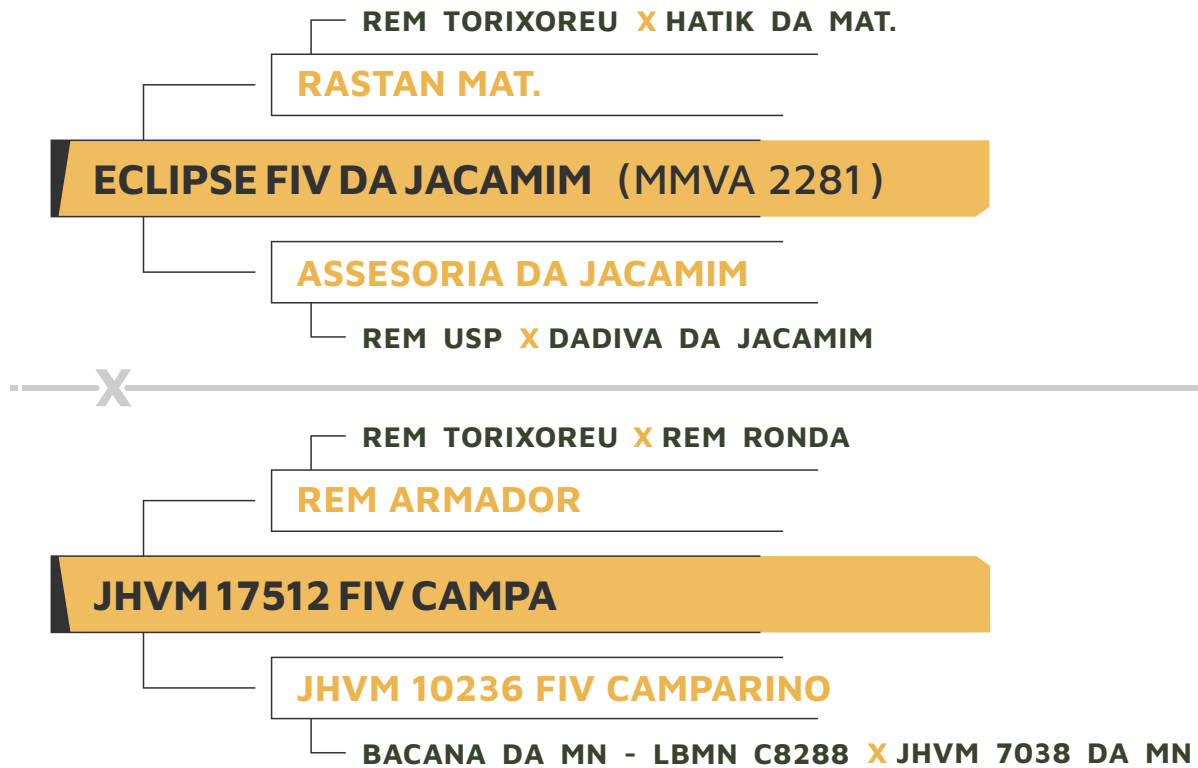 REM TORIXOREU X HATIK DA MAT.
RASTAN MAT.
ECLIPSE FIV DA JACAMIM (MMVA 2281)
ASSESORIA DA JACAMIM
REM USP X DADIVA DA JACAMIM
X
REM TORIXOREU X REM RONDA
REM ARMADOR
JHVM 17512 FIV CAMPA
JHVM 10236 FIV CAMPARINO
BACANA DA MN - LBMN C8288 X JHVM 7038 DA MN